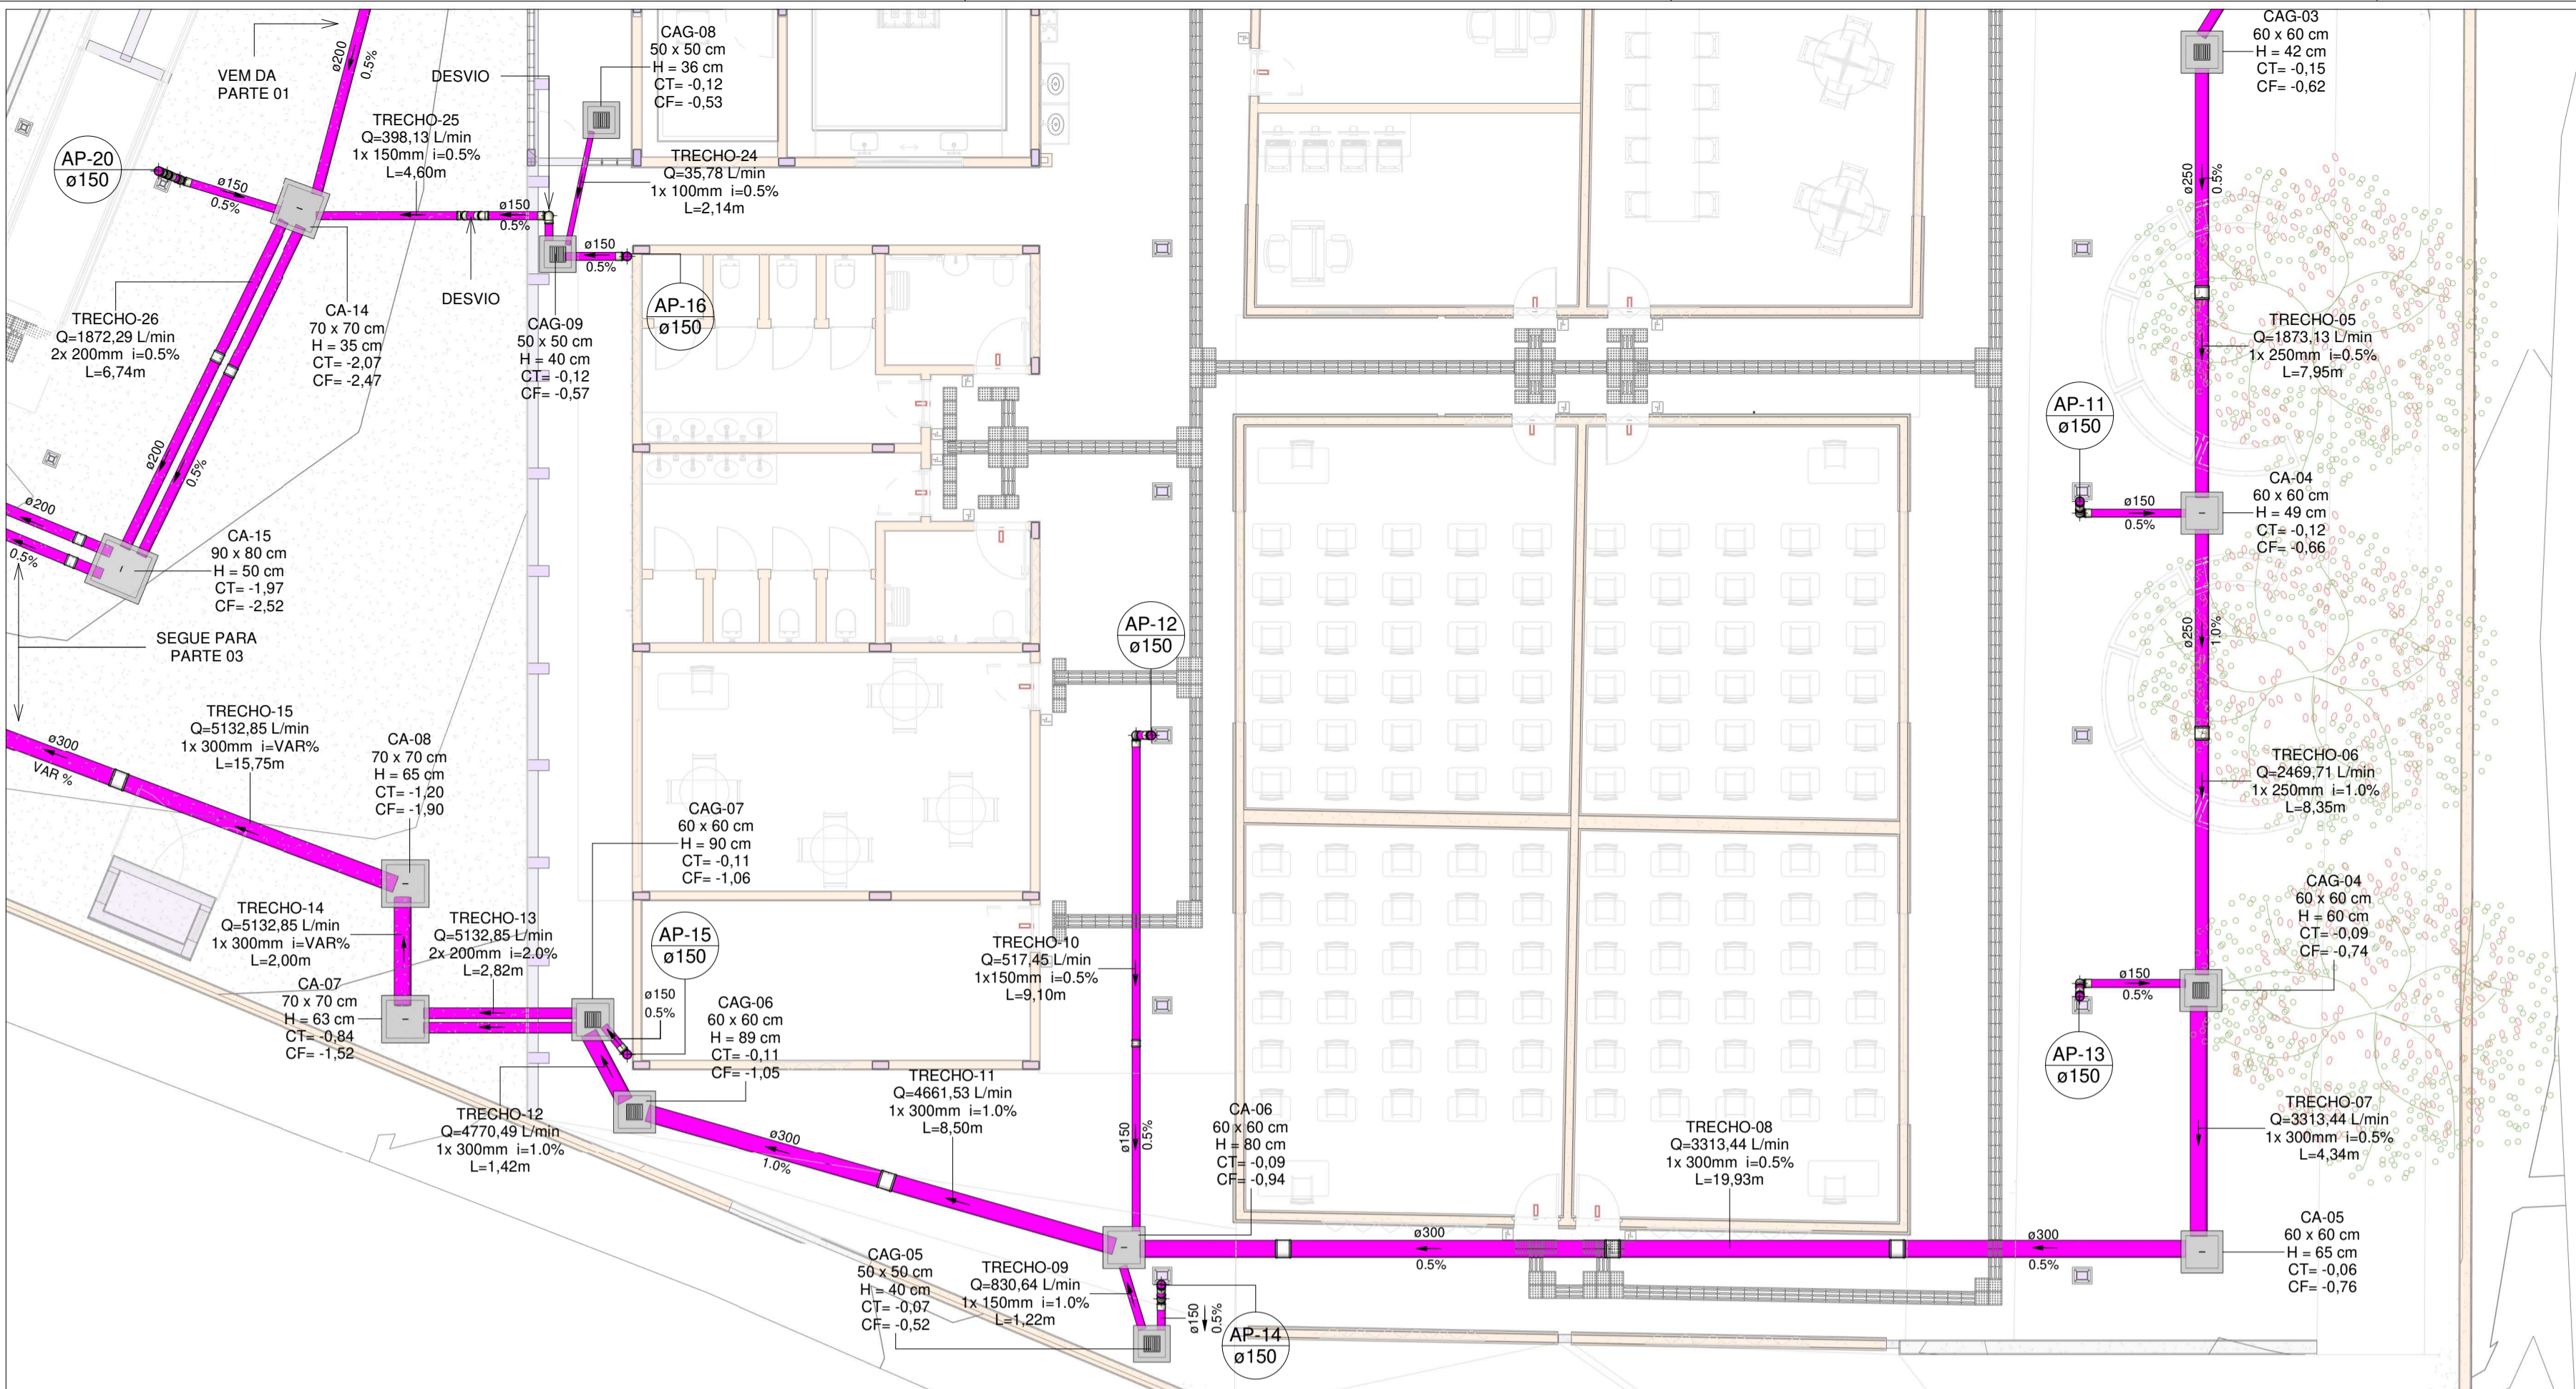 VEM DA
PARTE 01
ø200
0.5%
DESVIO
CAG-08
50 x 50 cm
H = 36 cm
CT= -0,12
CF= -0,53
CAG-03
60 x 60 cm
H = 42 cm
CT= -0,15
CF= -0,62
TRECHO-25
Q=398,13 L/min
1x 150mm i=0.5%
L=4,60m
AP-20
ø150
ø150
0.5%
TRECHO-24
Q=35,78 L/min
1x 100mm i=0.5%
L=2,14m
ø150
0.5%
ø150
0.5%
DESVIO
AP-16
ø150
TRECHO-26
Q=1872,29 L/min
2x 200mm i=0.5%
L=6,74m
CA-14
70 x 70 cm
H = 35 cm
CT= -2,07
CF= -2,47
CAG-09
50 x 50 cm
H = 40 cm
CT= -0,12
CF= -0,57
ø250
0.5%
TRECHO-05
Q=1873,13 L/min
1x 250mm i=0.5%
L=7,95m
AP-11
ø150
ø150
0.5%
CA-04
60 x 60 cm
H = 49 cm
CT= -0,12
CF= -0,66
ø200
0.5%
ø200
0.5%
CA-15
90 x 80 cm
H = 50 cm
CT= -1,97
CF= -2,52
SEGUE PARA
PARTE 03
AP-12
ø150
ø250
1.0%
TRECHO-15
Q=5132,85 L/min
1x 300mm i=VAR%
L=15,75m
ø300
VAR %
CA-08
70 x 70 cm
H = 65 cm
CT= -1,20
CF= -1,90
TRECHO-06
Q=2469,71 L/min
1x 250mm i=1.0%
L=8,35m
CAG-07
60 x 60 cm
H = 90 cm
CT= -0,11
CF= -1,06
CAG-04
60 x 60 cm
H = 60 cm
CT= -0,09
CF= -0,74
TRECHO-14
Q=5132,85 L/min
1x 300mm i=VAR%
L=2,00m
TRECHO-13
Q=5132,85 L/min
2x 200mm i=2.0%
L=2,82m
AP-15
ø150
TRECHO-10
Q=517,45 L/min
1x150mm i=0.5%
L=9,10m
ø150
0.5%
CA-07
70 x 70 cm
H = 63 cm
CT= -0,84
CF= -1,52
ø150
0.5%
CAG-06
60 x 60 cm
H = 89 cm
CT= -0,11
CF= -1,05
AP-13
ø150
TRECHO-12
Q=4770,49 L/min
1x 300mm i=1.0%
L=1,42m
TRECHO-11
Q=4661,53 L/min
1x 300mm i=1.0%
L=8,50m
ø300
1.0%
ø150
0.5%
CA-06
60 x 60 cm
H = 80 cm
CT= -0,09
CF= -0,94
TRECHO-08
Q=3313,44 L/min
1x 300mm i=0.5%
L=19,93m
TRECHO-07
Q=3313,44 L/min
1x 300mm i=0.5%
L=4,34m
ø300
0.5%
ø300
0.5%
CA-05
60 x 60 cm
H = 65 cm
CT= -0,06
CF= -0,76
CAG-05
50 x 50 cm
H = 40 cm
CT= -0,07
CF= -0,52
TRECHO-09
Q=830,64 L/min
1x 150mm i=1.0%
L=1,22m
ø150
0.5%
AP-14
ø150